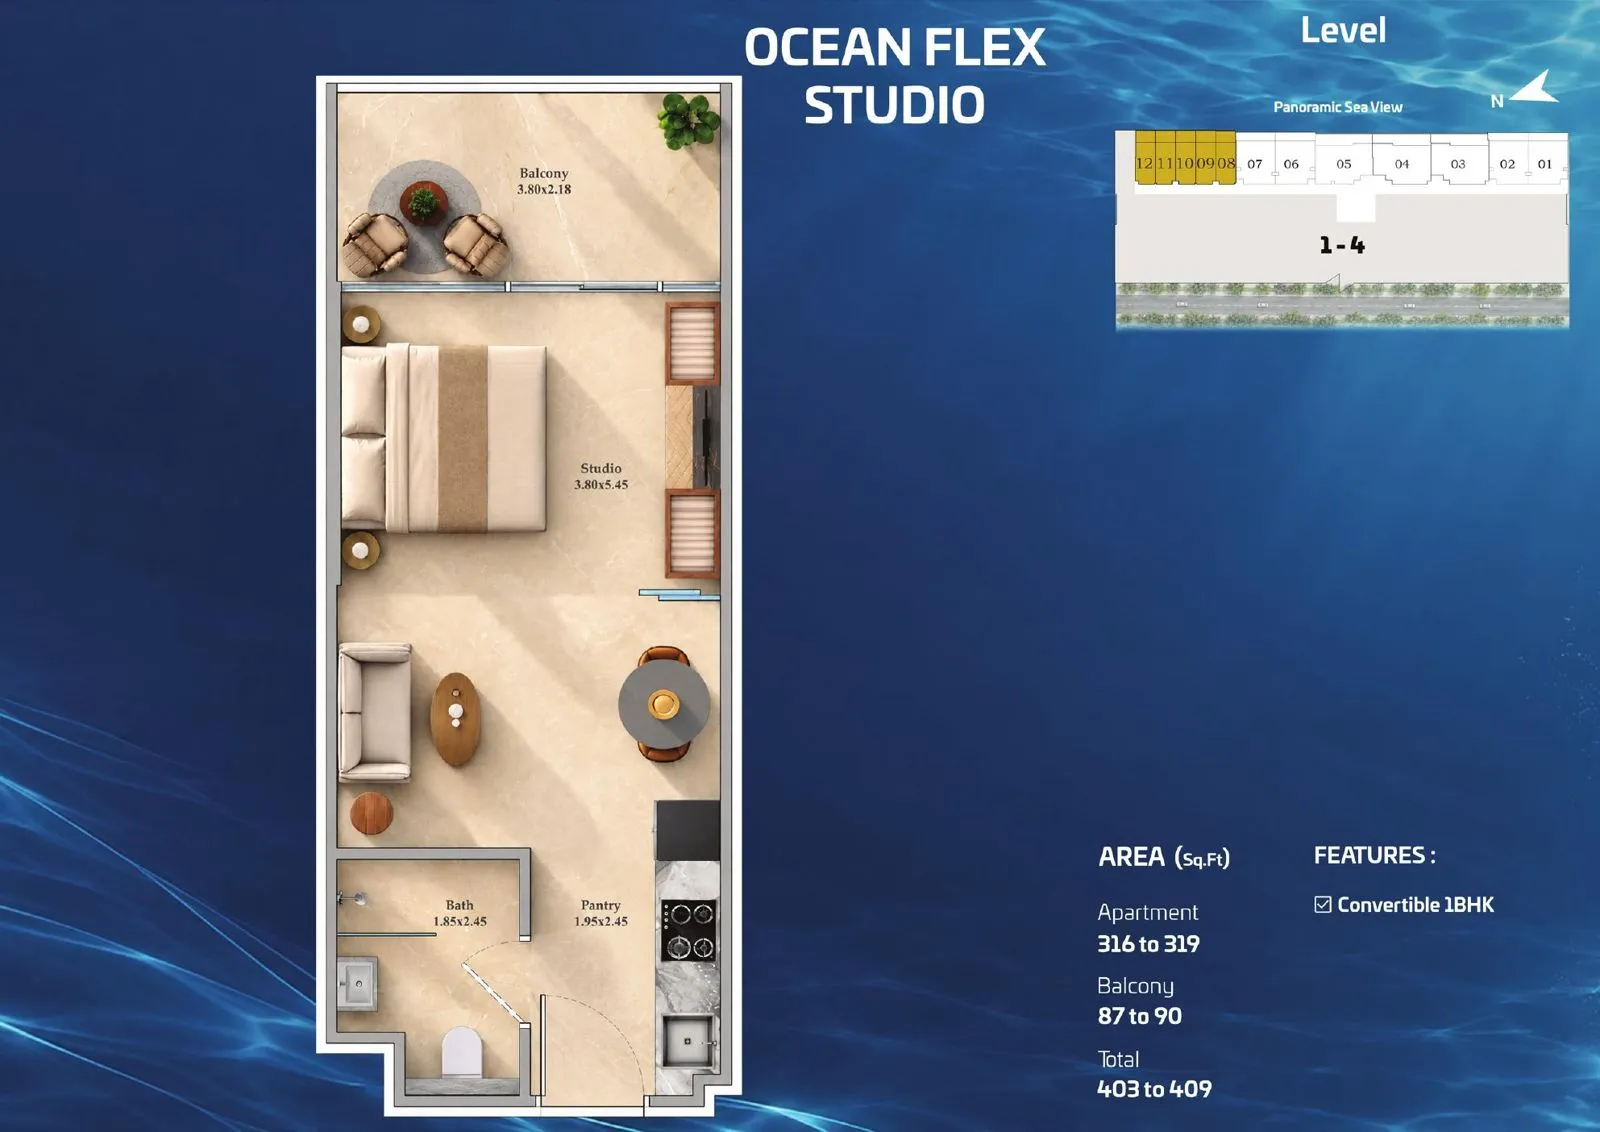 OCEAN FLEX
STUDIO
Level
Panoramic Sea View
N
12 11 10 09 08 07 06 05 04 03 02 01
1 - 4
Balcony
3.80x2.18
Studio
3.80x5.45
Bath
1.85x2.45
Pantry
1.95x2.45
AREA (Sq.Ft)
Apartment
316 to 319
Balcony
87 to 90
Total
403 to 409
FEATURES :
Convertible 1BHK